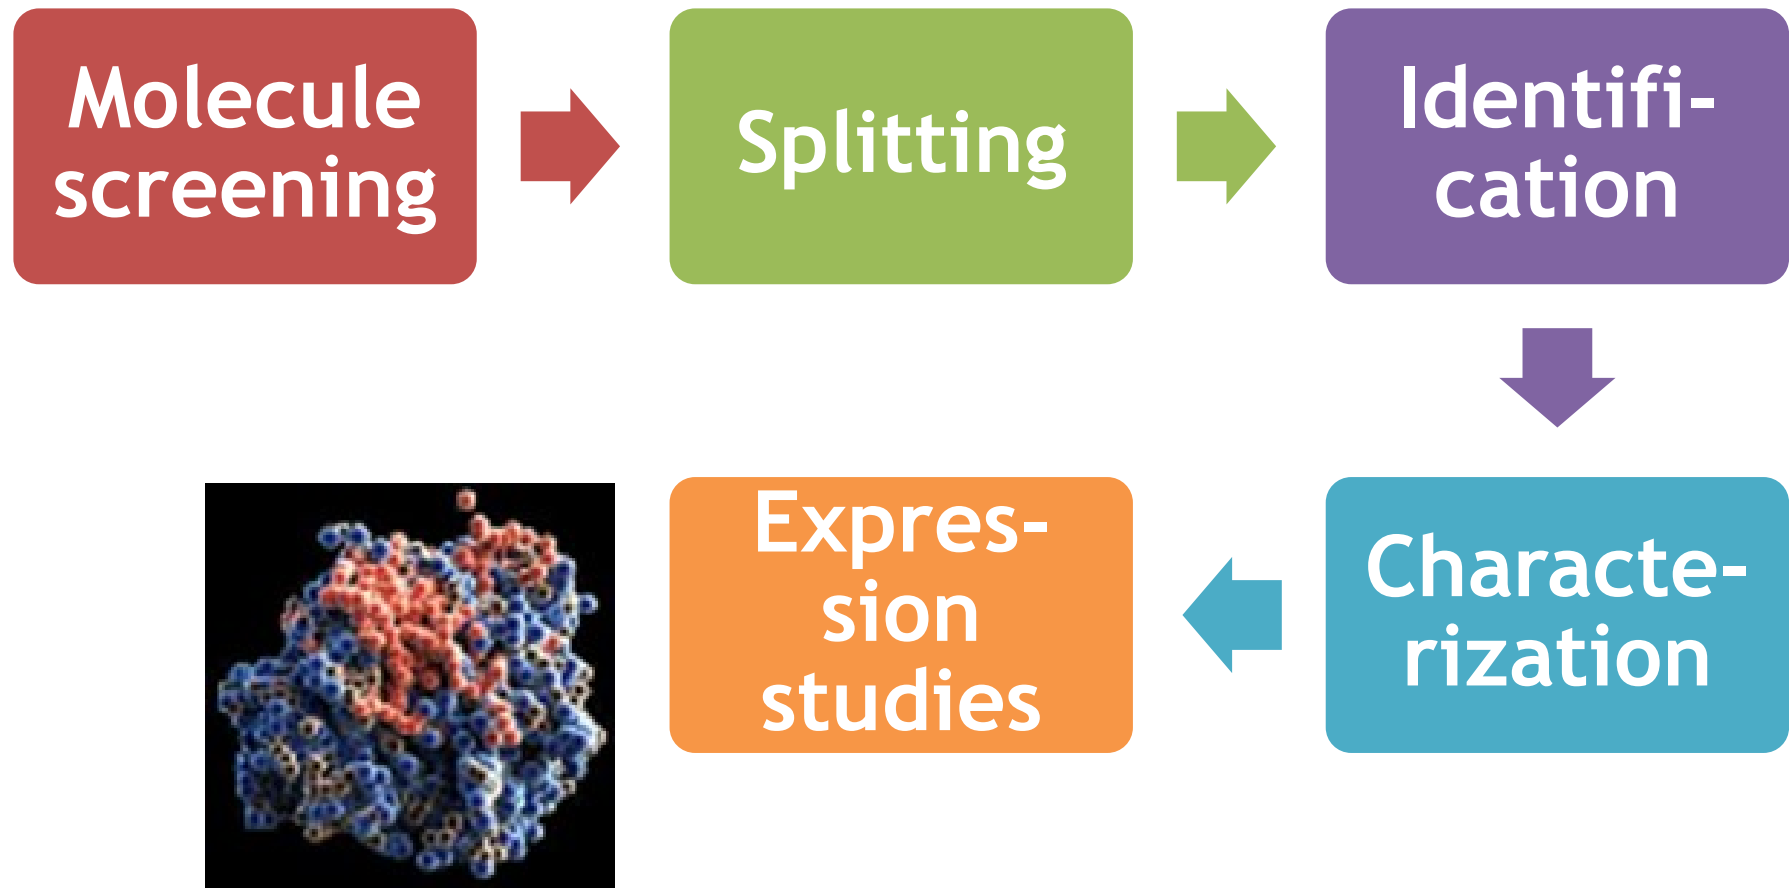 Molecule
screening
Splitting
Identifi-
cation
Characte-
rization
Expres-
sion
studies